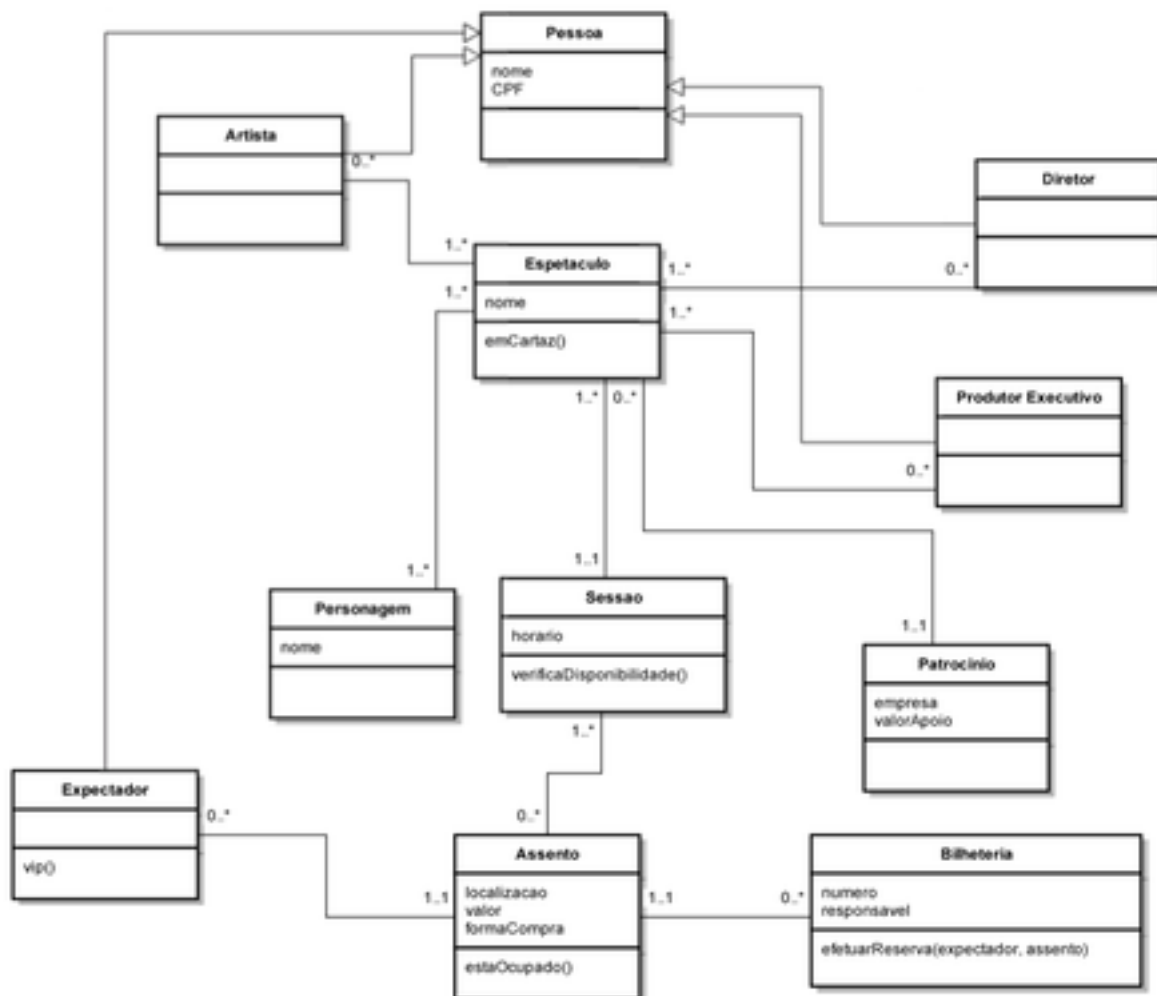 Pessoa
nome
CPF
Artista
0..*
Diretor
1..*
Espetaculo
1..*
0..*
1..*
nome
1..*
emCartaz()
Produtor Executivo
1..*
0..*
0..*
1..*
1..1
Personagem
nome
Sessao
horario
verificaDisponibilidade()
1..1
Patrocinio
empresa
valorApoio
1..*
Expectador
0..*
vip()
0..*
Assento
localizacao
valor
formaCompra
estaOcupado()
1..1
1..1
0..*
Bilheteria
numero
responsavel
efetuarReserva(expectador, assento)